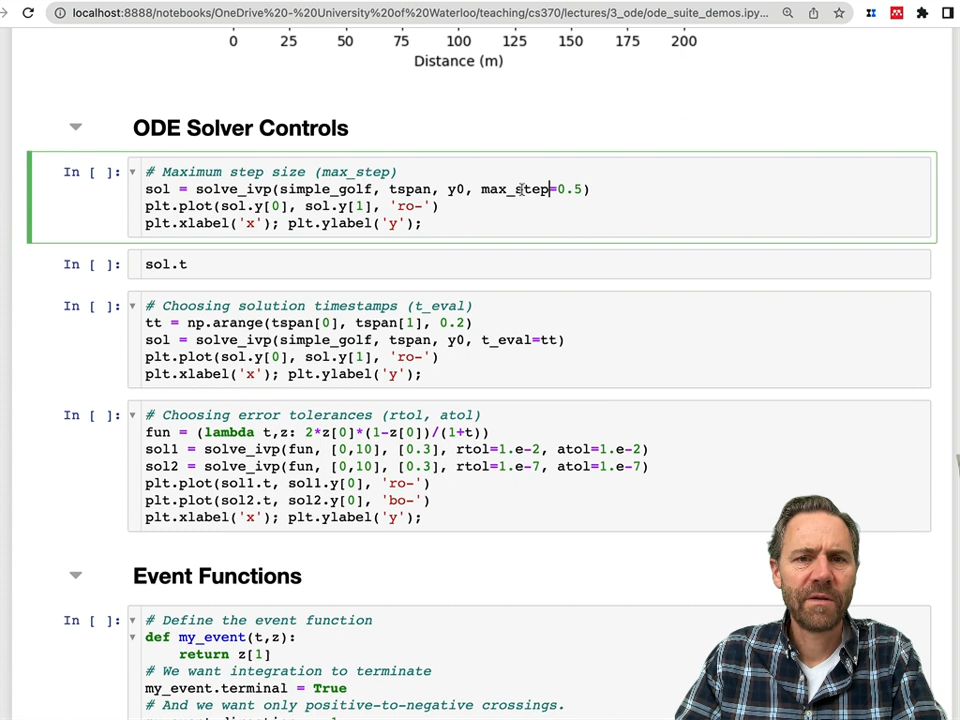 localhost:8888/notebooks/OneDrive%20-%20University%20of%20Waterloo/teaching/cs370/lectures/3_ode/ode_suite_demos.ipy...
0 25 50 75 100 125 150 175 200
Distance (m)
ODE Solver Controls
In [ ]: # Maximum step size (max_step)
sol = solve_ivp(simple_golf, tspan, y0, max_step=0.5)
plt.plot(sol.y[0], sol.y[1], 'ro-')
plt.xlabel('x'); plt.ylabel('y');
In [ ]: sol.t
In [ ]: # Choosing solution timestamps (t_eval)
tt = np.arange(tspan[0], tspan[1], 0.2)
sol = solve_ivp(simple_golf, tspan, y0, t_eval=tt)
plt.plot(sol.y[0], sol.y[1], 'ro-')
plt.xlabel('x'); plt.ylabel('y');
In [ ]: # Choosing error tolerances (rtol, atol)
fun = (lambda t,z: 2*z[0]*(1-z[0])/(1+t))
sol1 = solve_ivp(fun, [0,10], [0.3], rtol=1.e-2, atol=1.e-2)
sol2 = solve_ivp(fun, [0,10], [0.3], rtol=1.e-7, atol=1.e-7)
plt.plot(sol1.t, sol1.y[0], 'ro-')
plt.plot(sol2.t, sol2.y[0], 'bo-')
plt.xlabel('x'); plt.ylabel('y');
Event Functions
In [ ]: # Define the event function
def my_event(t,z):
return z[1]
# We want integration to terminate
my_event.terminal = True
# And we want only positive-to-negative crossings.